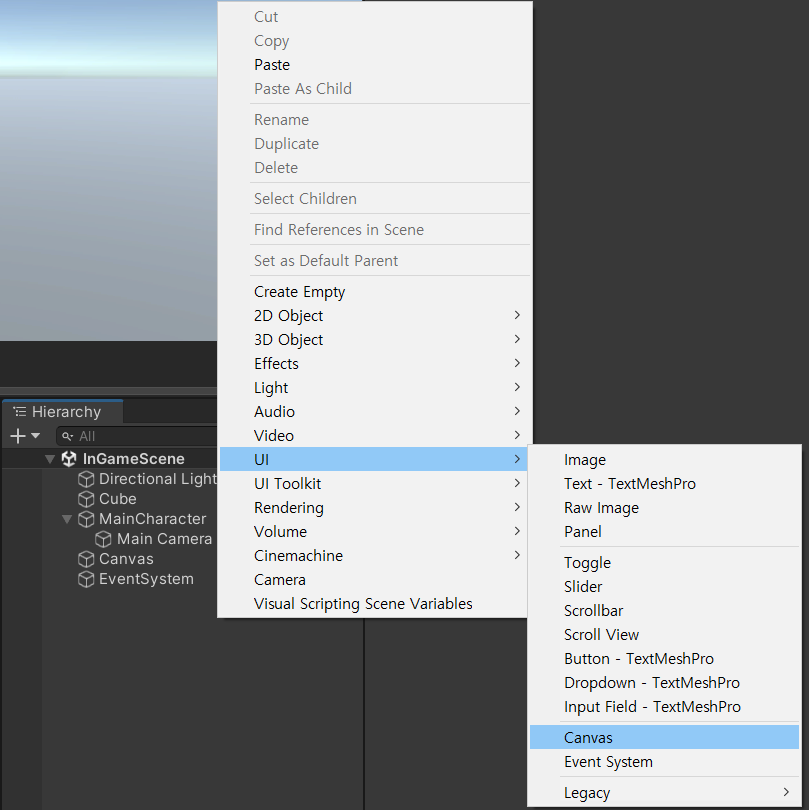 Cut
Copy
Paste
Paste As Child
Rename
Duplicate
Delete
Select Children
Find References in Scene
Set as Default Parent
Create Empty
2D Object
3D Object
Effects
Light
Audio
Video
UI
UI Toolkit
Rendering
Volume
Cinemachine
Camera
Visual Scripting Scene Variables
Hierarchy
All
InGameScene
Directional Light
Cube
MainCharacter
Main Camera
Canvas
EventSystem
Image
Text - TextMeshPro
Raw Image
Panel
Toggle
Slider
Scrollbar
Scroll View
Button - TextMeshPro
Dropdown - TextMeshPro
Input Field - TextMeshPro
Canvas
Event System
Legacy